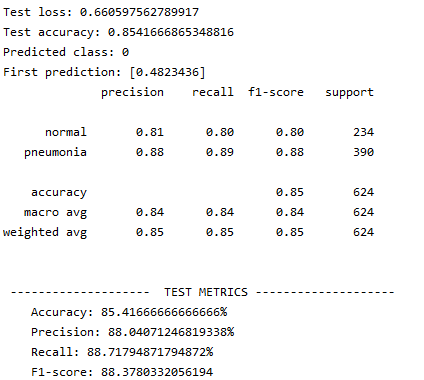 Test loss: 0.660597562789917
Test accuracy: 0.8541666865348816
Predicted class: 0
First prediction: [0.4823436]
precision recall f1-score support
normal 0.81 0.80 0.80 234
pneumonia 0.88 0.89 0.88 390
accuracy 0.85 624
macro avg 0.84 0.84 0.84 624
weighted avg 0.85 0.85 0.85 624
-------------------- TEST METRICS --------------------
Accuracy: 85.41666666666666%
Precision: 88.04071246819338%
Recall: 88.71794871794872%
F1-score: 88.3780332056194